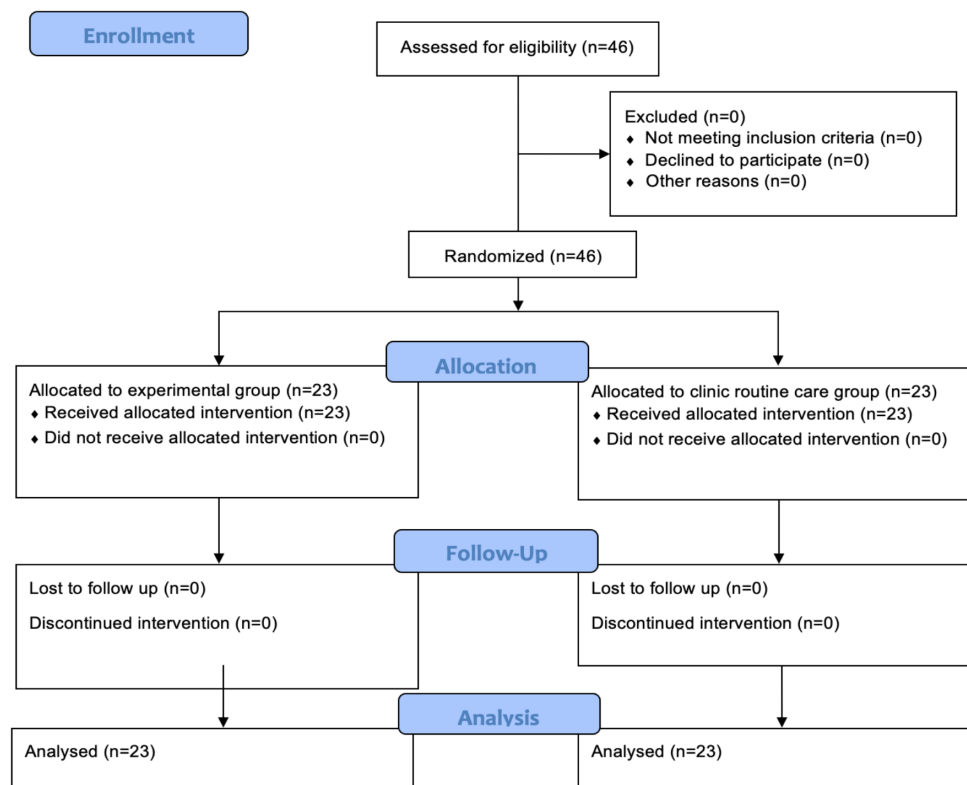 Enrollment
Assessed for eligibility (n=46)
Excluded (n=0)
♦ Not meeting inclusion criteria (n=0)
♦ Declined to participate (n=0)
♦ Other reasons (n=0)
Randomized (n=46)
Allocation
Allocated to experimental group (n=23)
♦ Received allocated intervention (n=23)
♦ Did not receive allocated intervention (n=0)
Allocated to clinic routine care group (n=23)
♦ Received allocated intervention (n=23)
♦ Did not receive allocated intervention (n=0)
Follow-Up
Lost to follow up (n=0)
Discontinued intervention (n=0)
Lost to follow up (n=0)
Discontinued intervention (n=0)
Analysis
Analysed (n=23)
Analysed (n=23)